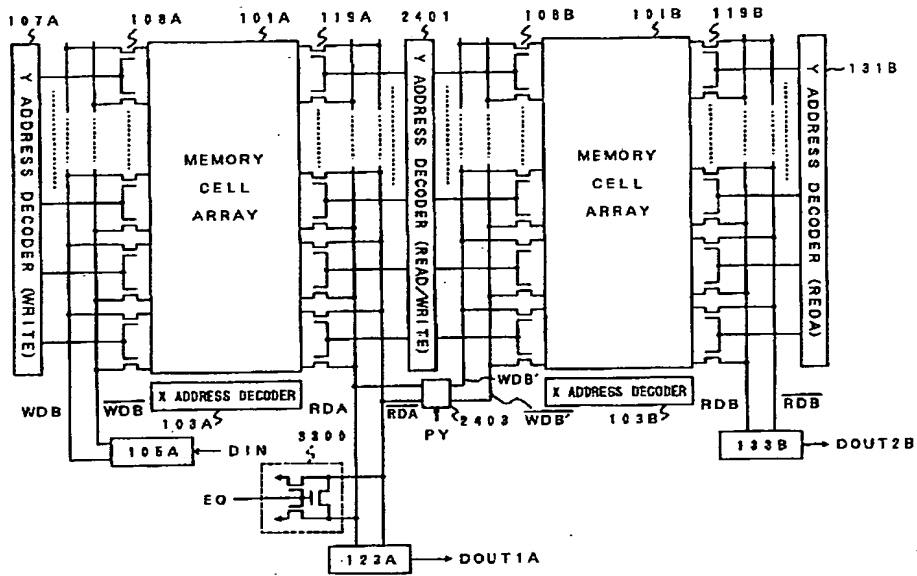 107A 108A 101A 119A 2401 108B 101B 119B
131B
Y ADDRESS DECODER (WRITE)
MEMORY
CELL
ARRAY
Y ADDRESS DECODER (READ/WRITE)
MEMORY
CELL
ARRAY
Y ADDRESS DECODER (REDA)
WDB WDB X ADDRESS DECODER RDA RDA WDB' X ADDRESS DECODER RDB RDB
103A PY 2403 WDB' 103B
105A DIN 133B DOUT2B
EQ
123A DOUT1A